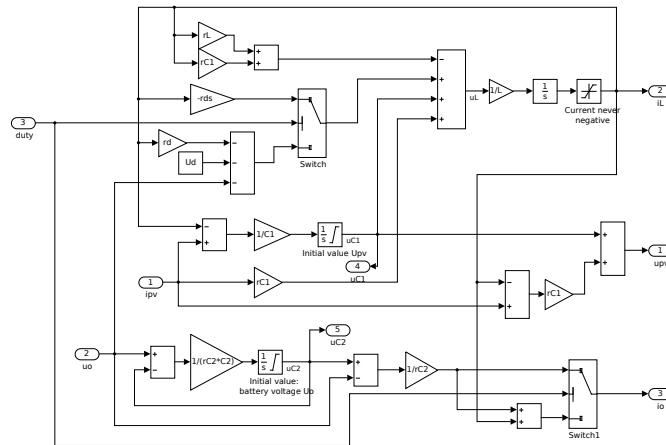 rL
+
+
rC1
-rds
3
duty
rd
Ud
−
−
−
Switch
−
+
+
+
uL
1/L
1
s
Current never
negative
2
iL
−
+
1/C1
1
s
uC1
Initial value Upv
4
uC1
1
ipv
rC1
−
+
rC1
+
+
1
upv
2
uo
+
−
1/(rC2*C2)
1
s
uC2
Initial value:
battery voltage Uo
5
uC2
+
−
1/rC2
+
+
Switch1
3
io